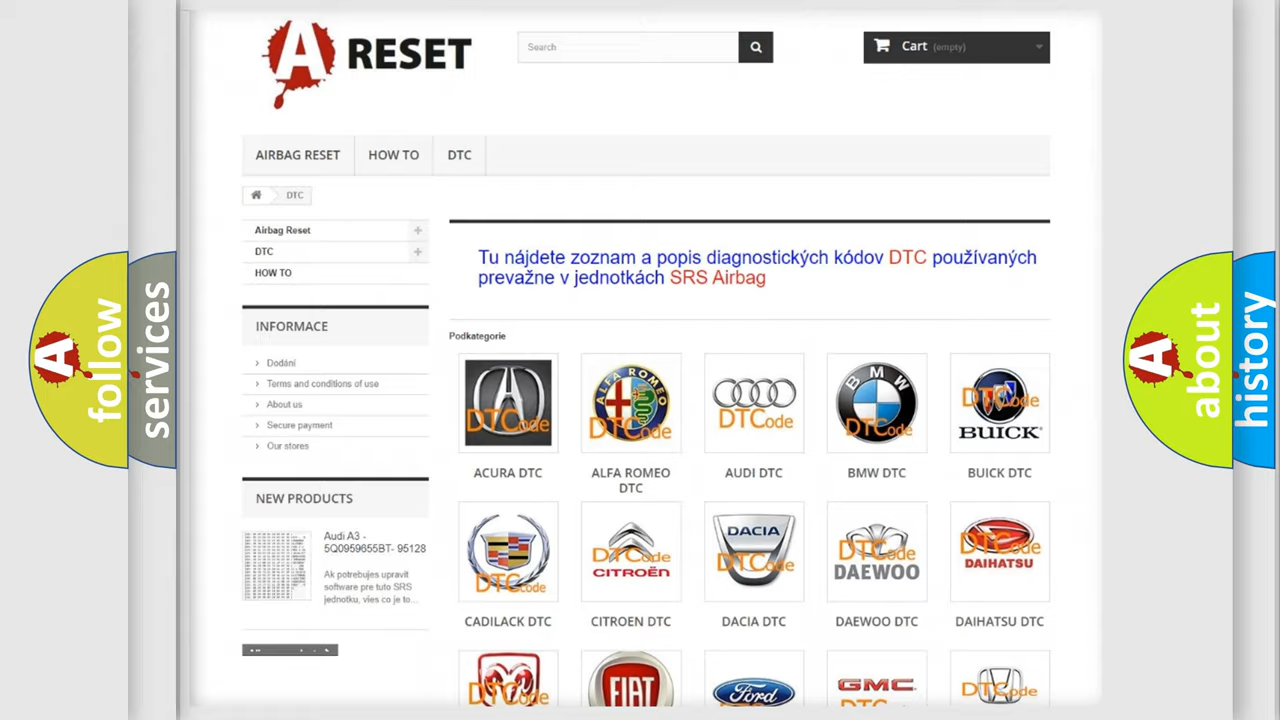 A RESET
Search
Cart (empty)
AIRBAG RESET
HOW TO
DTC
DTC
Airbag Reset
DTC
HOW TO
INFORMACE
Dodání
Terms and conditions of use
About us
Secure payment
Our stores
NEW PRODUCTS
Audi A3 -
5Q0959655BT- 95128
Ak potrebujes upravit
software pre tuto SRS
jednotku, vies co je to...
Tu nájdete zoznam a popis diagnostických kódov DTC používaných
prevažne v jednotkách SRS Airbag
Podkategorie
DTCode
ALFA ROMEO
DTCode
DTCode
BMW
DTCode
DTCode
BUICK
ACURA DTC
ALFA ROMEO
DTC
AUDI DTC
BMW DTC
BUICK DTC
DTCode
DTCode
CITROËN
DACIA
DTCode
DTCode
DAEWOO
DTCode
DAIHATSU
CADILACK DTC
CITROEN DTC
DACIA DTC
DAEWOO DTC
DAIHATSU DTC
DTCode
FIAT
Ford
DTCode
GMC
DTCode
A follow
services
A about
history